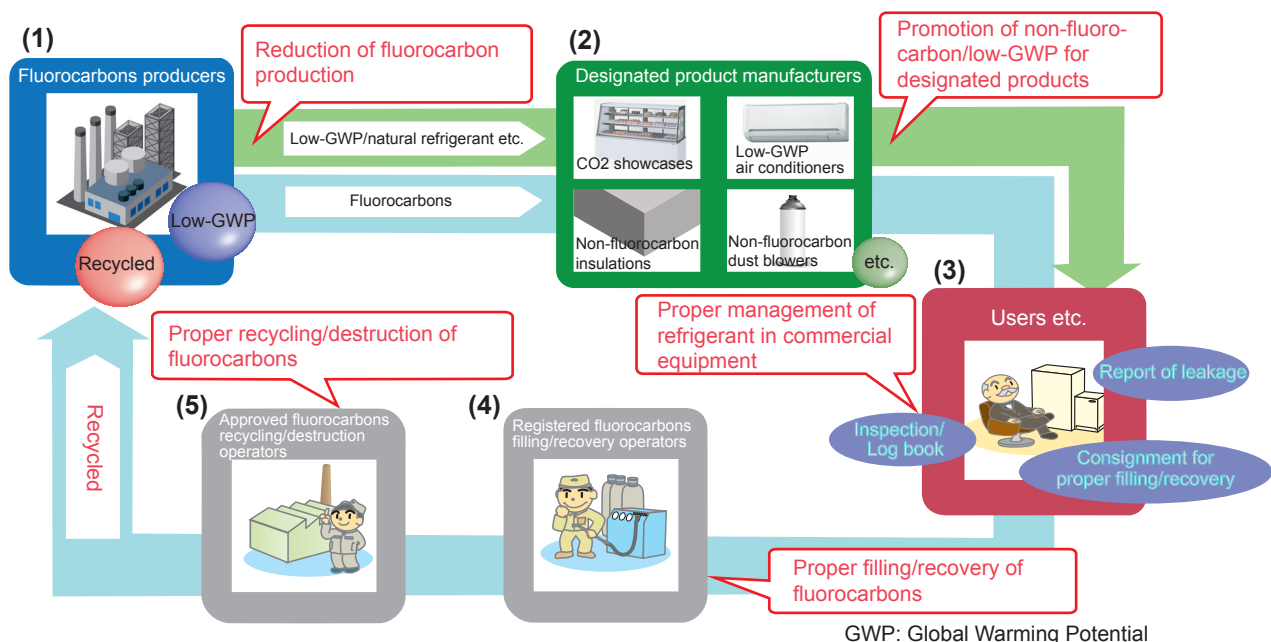 (1)
Fluorocarbons producers
Low-GWP
Recycled
Reduction of fluorocarbon
production
Low-GWP/natural refrigerant etc.
Fluorocarbons
(2)
Designated product manufacturers
CO2 showcases
Low-GWP
air conditioners
Non-fluorocarbon
insulations
Non-fluorocarbon
dust blowers
etc.
Promotion of non-fluoro-
carbon/low-GWP for
designated products
(3)
Users etc.
Report of leakage
Inspection/
Log book
Consignment for
proper filling/recovery
Proper management of
refrigerant in commercial
equipment
(4)
Registered fluorocarbons
filling/recovery operators
Proper filling/recovery of
fluorocarbons
(5)
Approved fluorocarbons
recycling/destruction
operators
Proper recycling/destruction of
fluorocarbons
Recycled
GWP: Global Warming Potential